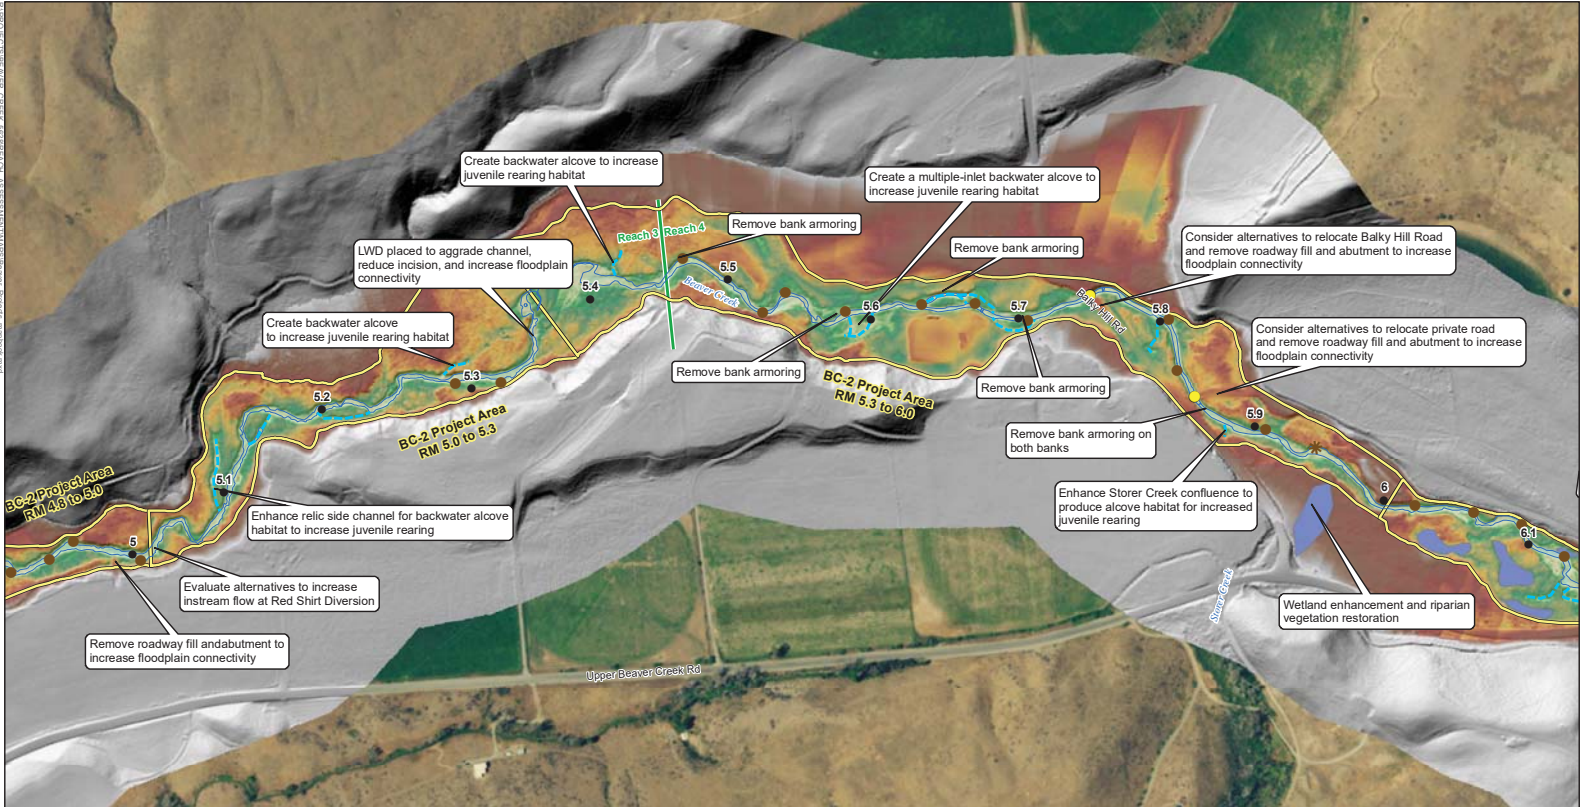 Create backwater alcove to increase
juvenile rearing habitat
Create a multiple-inlet backwater alcove to
increase juvenile rearing habitat
Reach 3
Reach 4
Remove bank armoring
LWD placed to aggrade channel,
reduce incision, and increase floodplain
connectivity
Remove bank armoring
Consider alternatives to relocate Balky Hill Road
and remove roadway fill and abutment to increase
floodplain connectivity
5.5
Beaver Creek
5.4
5.6
5.7
Balky Hill Rd
5.8
Create backwater alcove
to increase juvenile rearing habitat
Consider alternatives to relocate private road
and remove roadway fill and abutment to increase
floodplain connectivity
5.3
Remove bank armoring
BC-2 Project Area
RM 5.3 to 6.0
Remove bank armoring
5.2
BC-2 Project Area
RM 5.0 to 5.3
5.9
Remove bank armoring on
both banks
5.1
BC-2 Project Area
RM 4.8 to 5.0
Enhance relic side channel for backwater alcove
habitat to increase juvenile rearing
Enhance Storer Creek confluence to
produce alcove habitat for increased
juvenile rearing
6
6.1
5
Evaluate alternatives to increase
instream flow at Red Shirt Diversion
Storer Creek
Wetland enhancement and riparian
vegetation restoration
Remove roadway fill andabutment to
increase floodplain connectivity
Upper Beaver Creek Rd